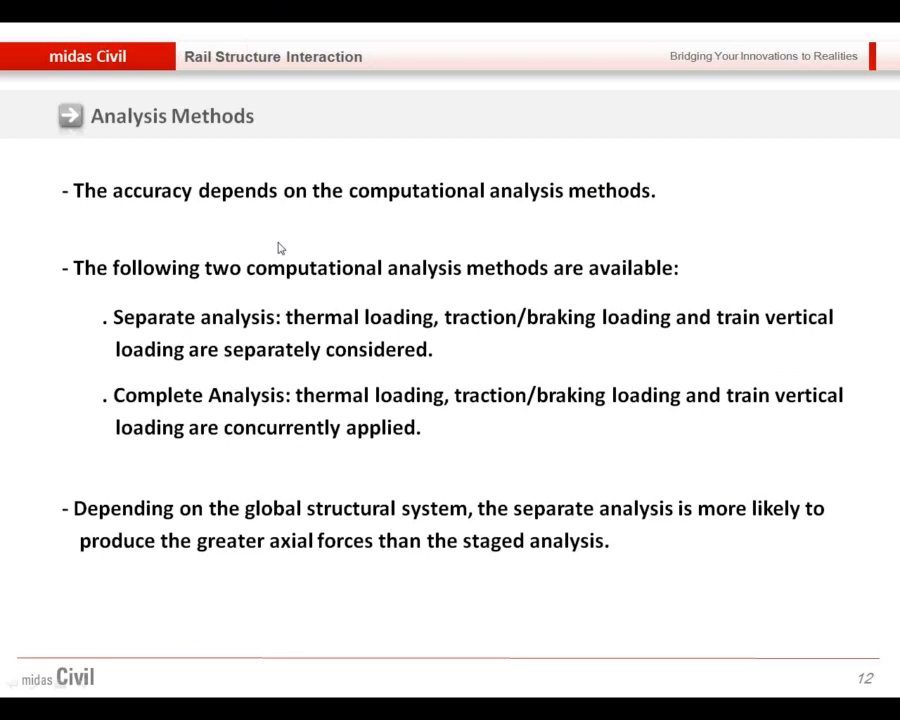 midas Civil
Rail Structure Interaction
Bridging Your Innovations to Realities
Analysis Methods
- The accuracy depends on the computational analysis methods.
- The following two computational analysis methods are available:
. Separate analysis: thermal loading, traction/braking loading and train vertical
loading are separately considered.
. Complete Analysis: thermal loading, traction/braking loading and train vertical
loading are concurrently applied.
- Depending on the global structural system, the separate analysis is more likely to
produce the greater axial forces than the staged analysis.
midas Civil
12